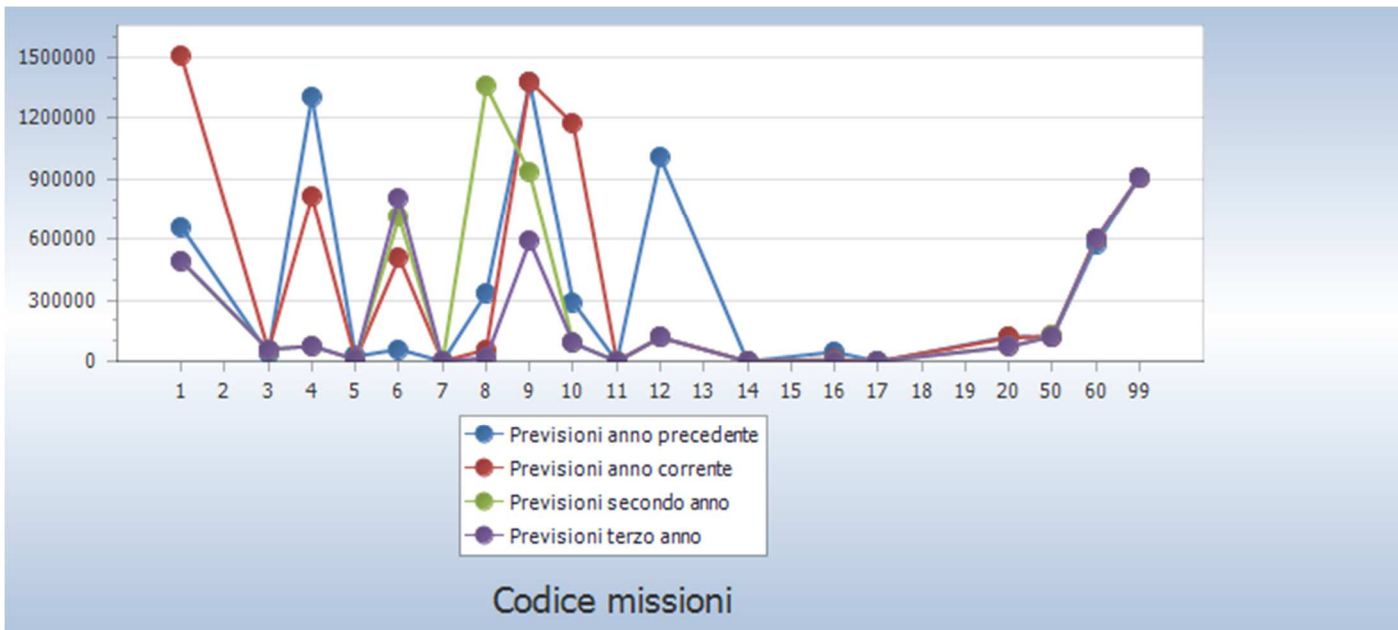 1500000
1200000
900000
600000
300000
0
1 2 3 4 5 6 7 8 9 10 11 12 13 14 15 16 17 18 19 20 50 60 99
Previsioni anno precedente
Previsioni anno corrente
Previsioni secondo anno
Previsioni terzo anno
Codice missioni